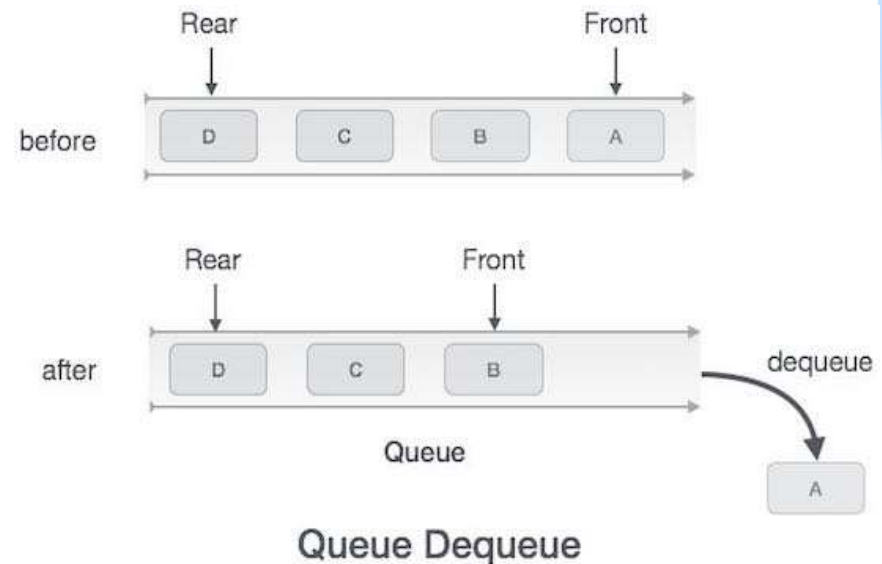 Rear Front
before D C B A
Rear Front
after D C B
dequeue
Queue
A
Queue Dequeue